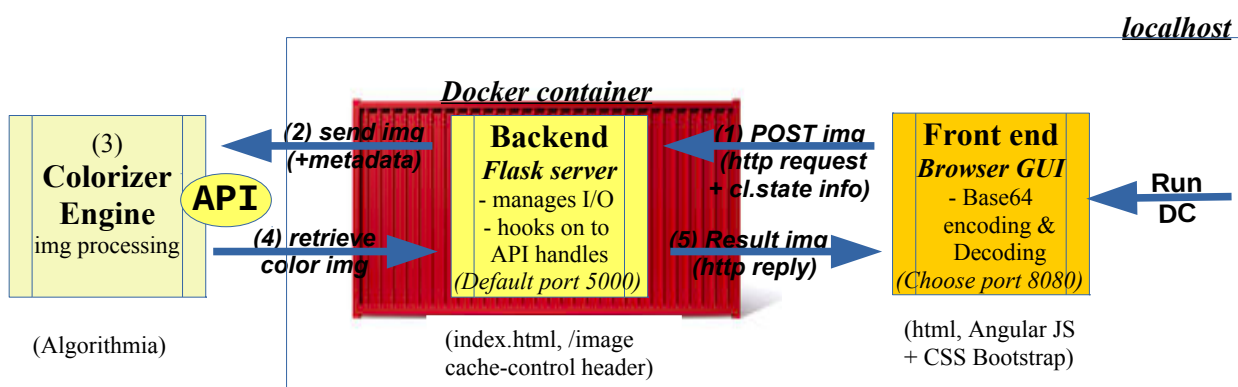 localhost
Docker container
(3)
Colorizer
Engine
img processing
API
(Algorithmia)
(2) send img
(+metadata)
(4) retrieve
color img
Backend
Flask server
- manages I/O
- hooks on to
API handles
(Default port 5000)
(index.html, /image
cache-control header)
(1) POST img
(http request
+ cl.state info)
(5) Result img
(http reply)
Front end
Browser GUI
- Base64
encoding &
Decoding
(Choose port 8080)
(html, Angular JS
+ CSS Bootstrap)
Run
DC